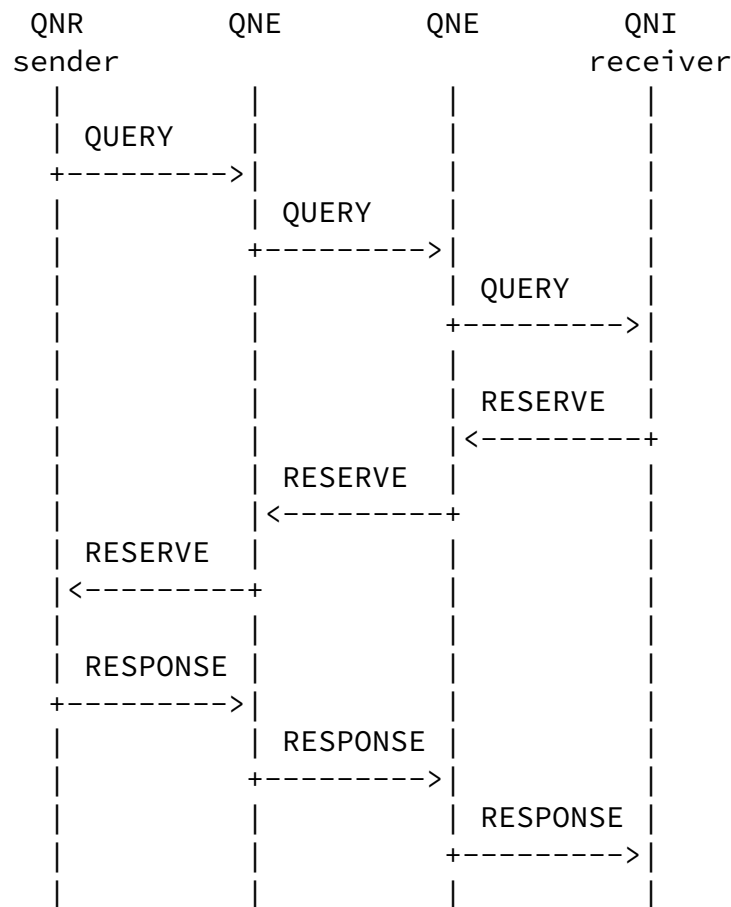 QNR QNE QNE QNI
sender receiver
QUERY
QUERY
QUERY
RESERVE
RESERVE
RESERVE
RESPONSE
RESPONSE
RESPONSE